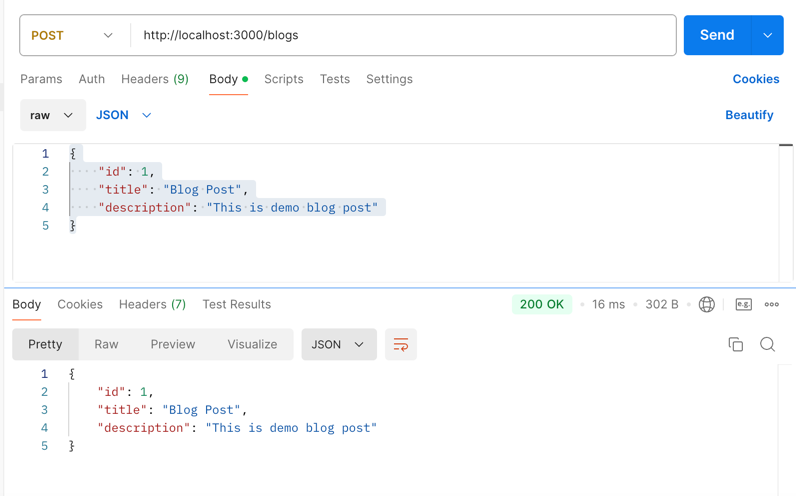 POST http://localhost:3000/blogs Send
Params Auth Headers (9) Body Scripts Tests Settings Cookies
raw JSON Beautify
1 {
2 "id": 1,
3 "title": "Blog Post",
4 "description": "This is demo blog post"
5 }
Body Cookies Headers (7) Test Results 200 OK 16 ms 302 B e.g.
Pretty Raw Preview Visualize JSON
1 {
2 "id": 1,
3 "title": "Blog Post",
4 "description": "This is demo blog post"
5 }